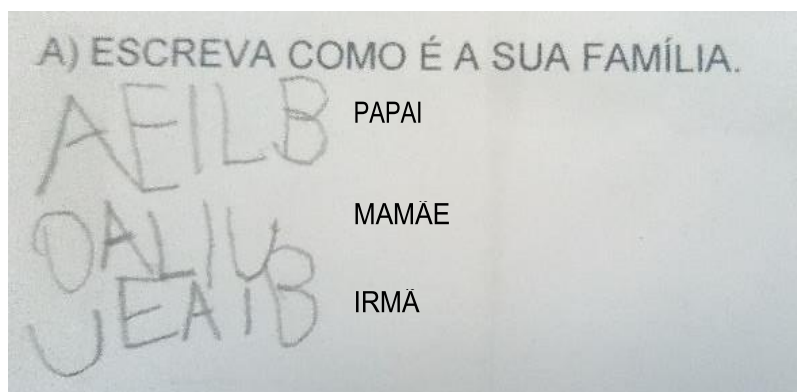 A) ESCREVA COMO É A SUA FAMÍLIA.
AEILB PAPAI
OALIU MAMÃE
UEAIB IRMÃ